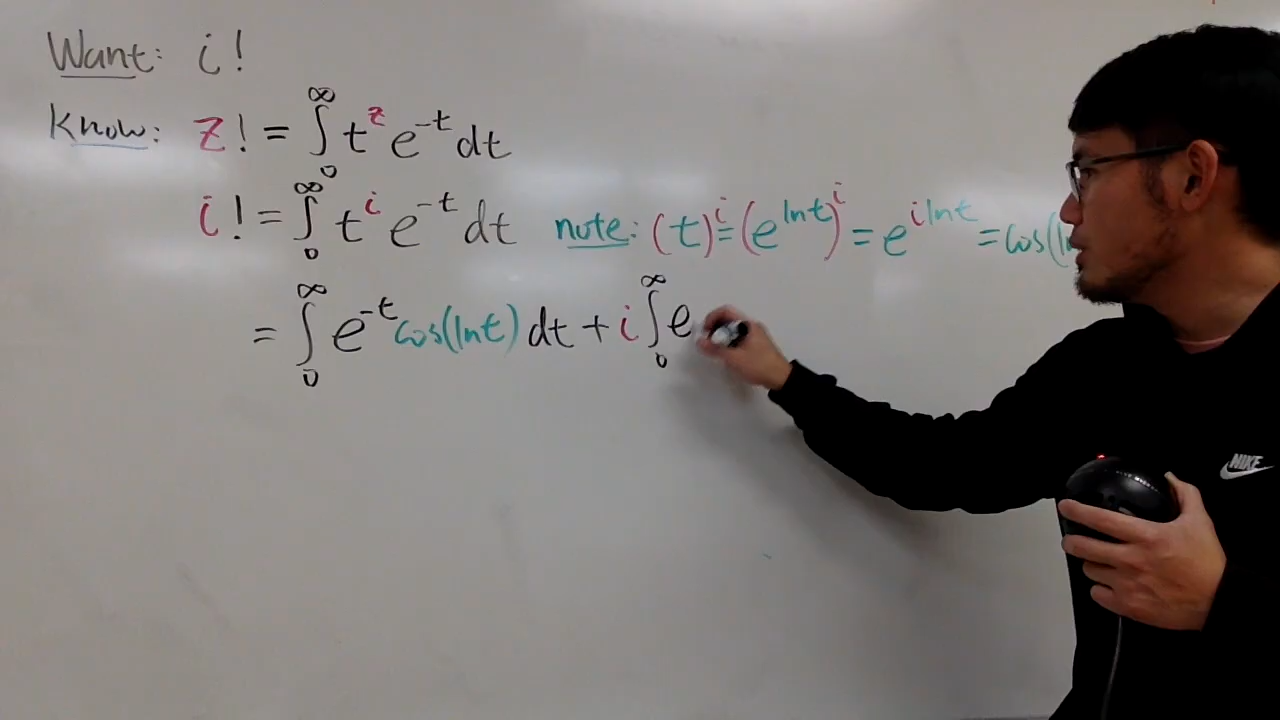 Want: i!
Know: z! = ∫₀^∞ t^z e^{-t} dt
i! = ∫₀^∞ t^i e^{-t} dt note: (t)^i = (e^{ln t})^i = e^{i ln t} = cos(l
= ∫₀^∞ e^{-t} cos(ln t) dt + i ∫₀^∞ e
NIKE